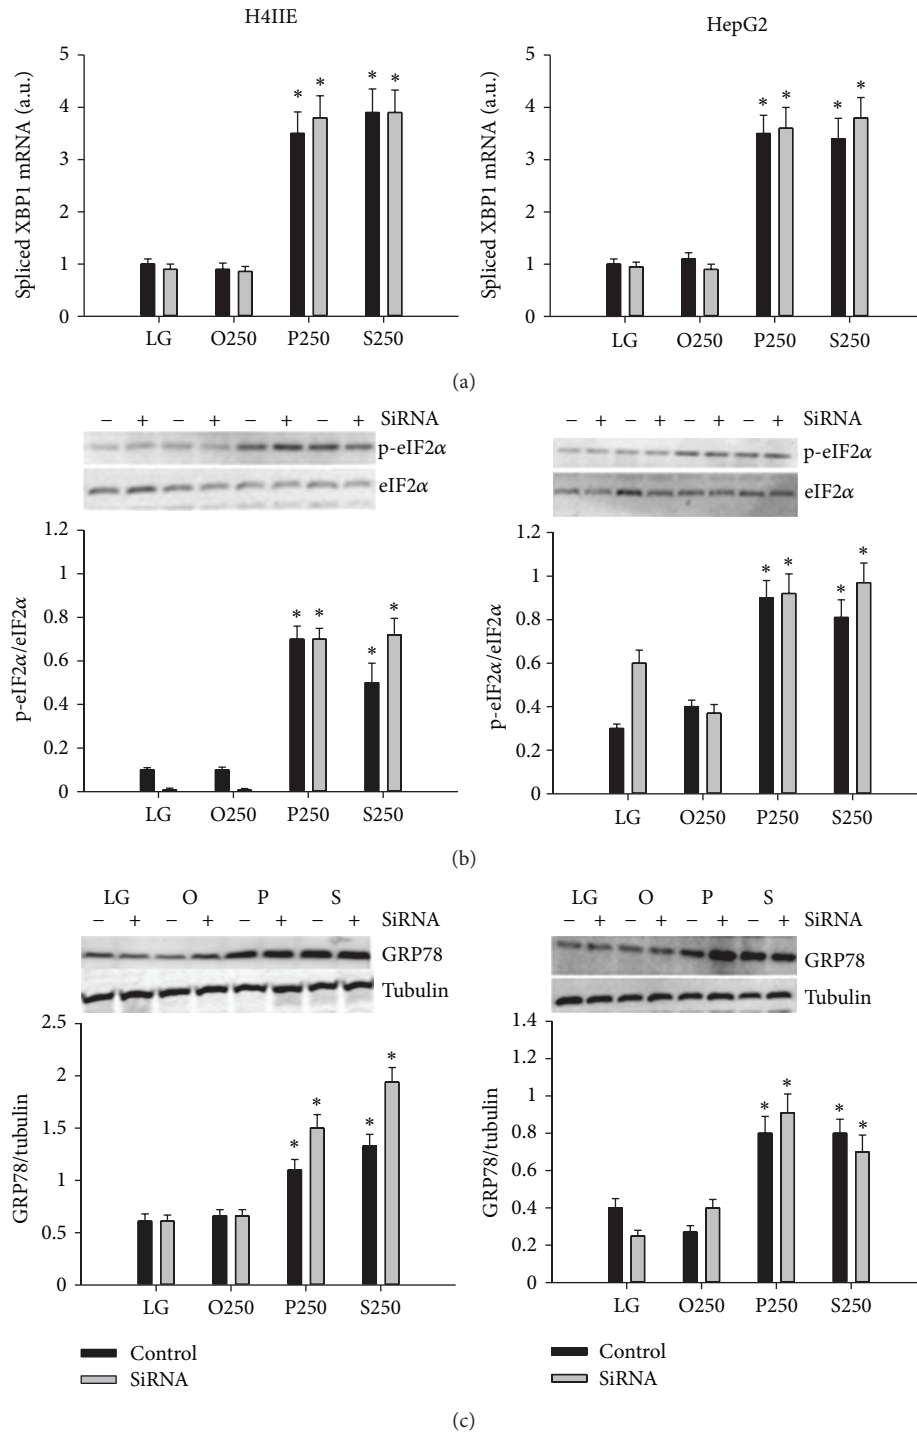 H4IIE
HepG2
Spliced XBP1 mRNA (a.u.)
5
4
3
2
1
0
* * * *
LG O250 P250 S250
Spliced XBP1 mRNA (a.u.)
5
4
3
2
1
0
* * * *
LG O250 P250 S250
(a)
− + − + − + − + SiRNA
p-eIF2α
eIF2α
p-eIF2α/eIF2α
1.2
1
0.8
0.6
0.4
0.2
0
* * * *
LG O250 P250 S250
− + − + − + − + SiRNA
p-eIF2α
eIF2α
p-eIF2α/eIF2α
1.2
1
0.8
0.6
0.4
0.2
0
* * * *
LG O250 P250 S250
(b)
LG O P S
− + − + − + − + SiRNA
GRP78
Tubulin
GRP78/tubulin
2.5
2
1.5
1
0.5
0
* * * *
LG O250 P250 S250
Control
SiRNA
LG O P S
− + − + − + − + SiRNA
GRP78
Tubulin
GRP78/tubulin
1.4
1.2
1
0.8
0.6
0.4
0.2
0
* * * *
LG O250 P250 S250
Control
SiRNA
(c)